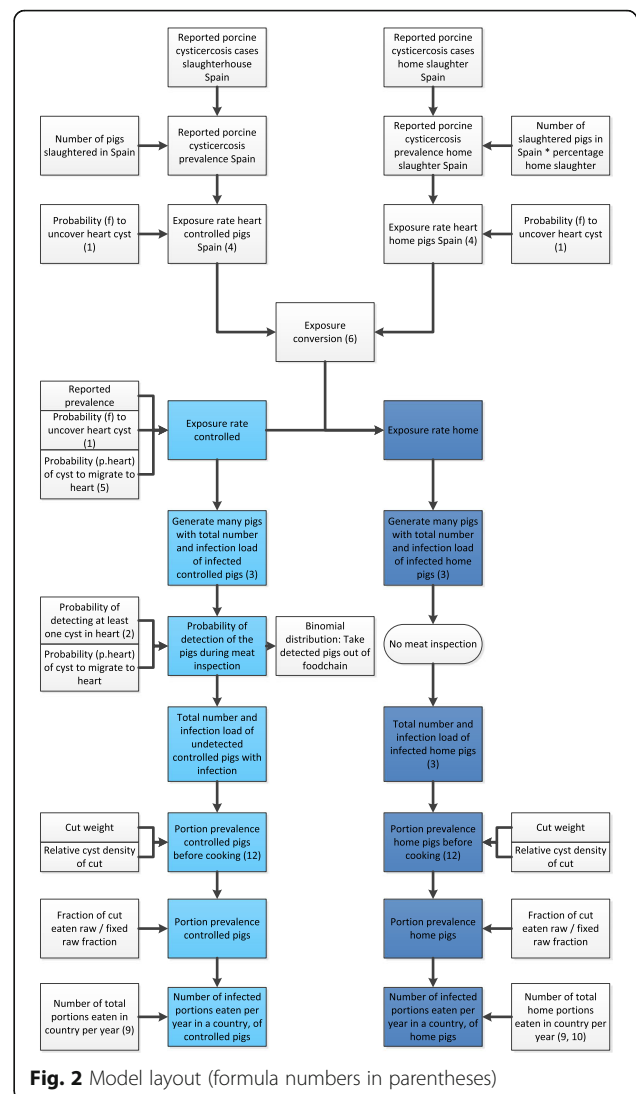 Reported porcine
cysticercosis cases
slaughterhouse
Spain
Reported porcine
cysticercosis cases
home slaughter
Spain
Number of pigs
slaughtered in Spain
Reported porcine
cysticercosis
prevalence Spain
Reported porcine
cysticercosis
prevalence home
slaughter Spain
Number of
slaughtered pigs in
Spain * percentage
home slaughter
Probability (f) to
uncover heart cyst
(1)
Exposure rate heart
controlled pigs
Spain (4)
Exposure rate heart
home pigs Spain (4)
Probability (f) to
uncover heart cyst
(1)
Exposure
conversion (6)
Reported
prevalence
Probability (f) to
uncover heart cyst
(1)
Probability (p.heart)
of cyst to migrate to
heart (5)
Exposure rate
controlled
Exposure rate home
Generate many pigs
with total number
and infection load
of infected
controlled pigs (3)
Generate many pigs
with total number
and infection load
of infected home
pigs (3)
Probability of
detecting at least
one cyst in heart (2)
Probability (p.heart)
of cyst to migrate to
heart
Probability of
detection of the
pigs during meat
inspection
Binomial
distribution: Take
detected pigs out of
foodchain
No meat inspection
Total number and
infection load of
undetected
controlled pigs with
infection
Total number and
infection load of
infected home pigs
(3)
Cut weight
Relative cyst density
of cut
Portion prevalence
controlled pigs
before cooking (12)
Portion prevalence
home pigs before
cooking (12)
Cut weight
Relative cyst density
of cut
Fraction of cut
eaten raw / fixed
raw fraction
Portion prevalence
controlled pigs
Portion prevalence
home pigs
Fraction of cut
eaten raw / fixed
raw fraction
Number of total
portions eaten in
country per year (9)
Number of infected
portions eaten per
year in a country, of
controlled pigs
Number of infected
portions eaten per
year in a country, of
home pigs
Number of total
home portions
eaten in country per
year (9, 10)
Fig. 2 Model layout (formula numbers in parentheses)